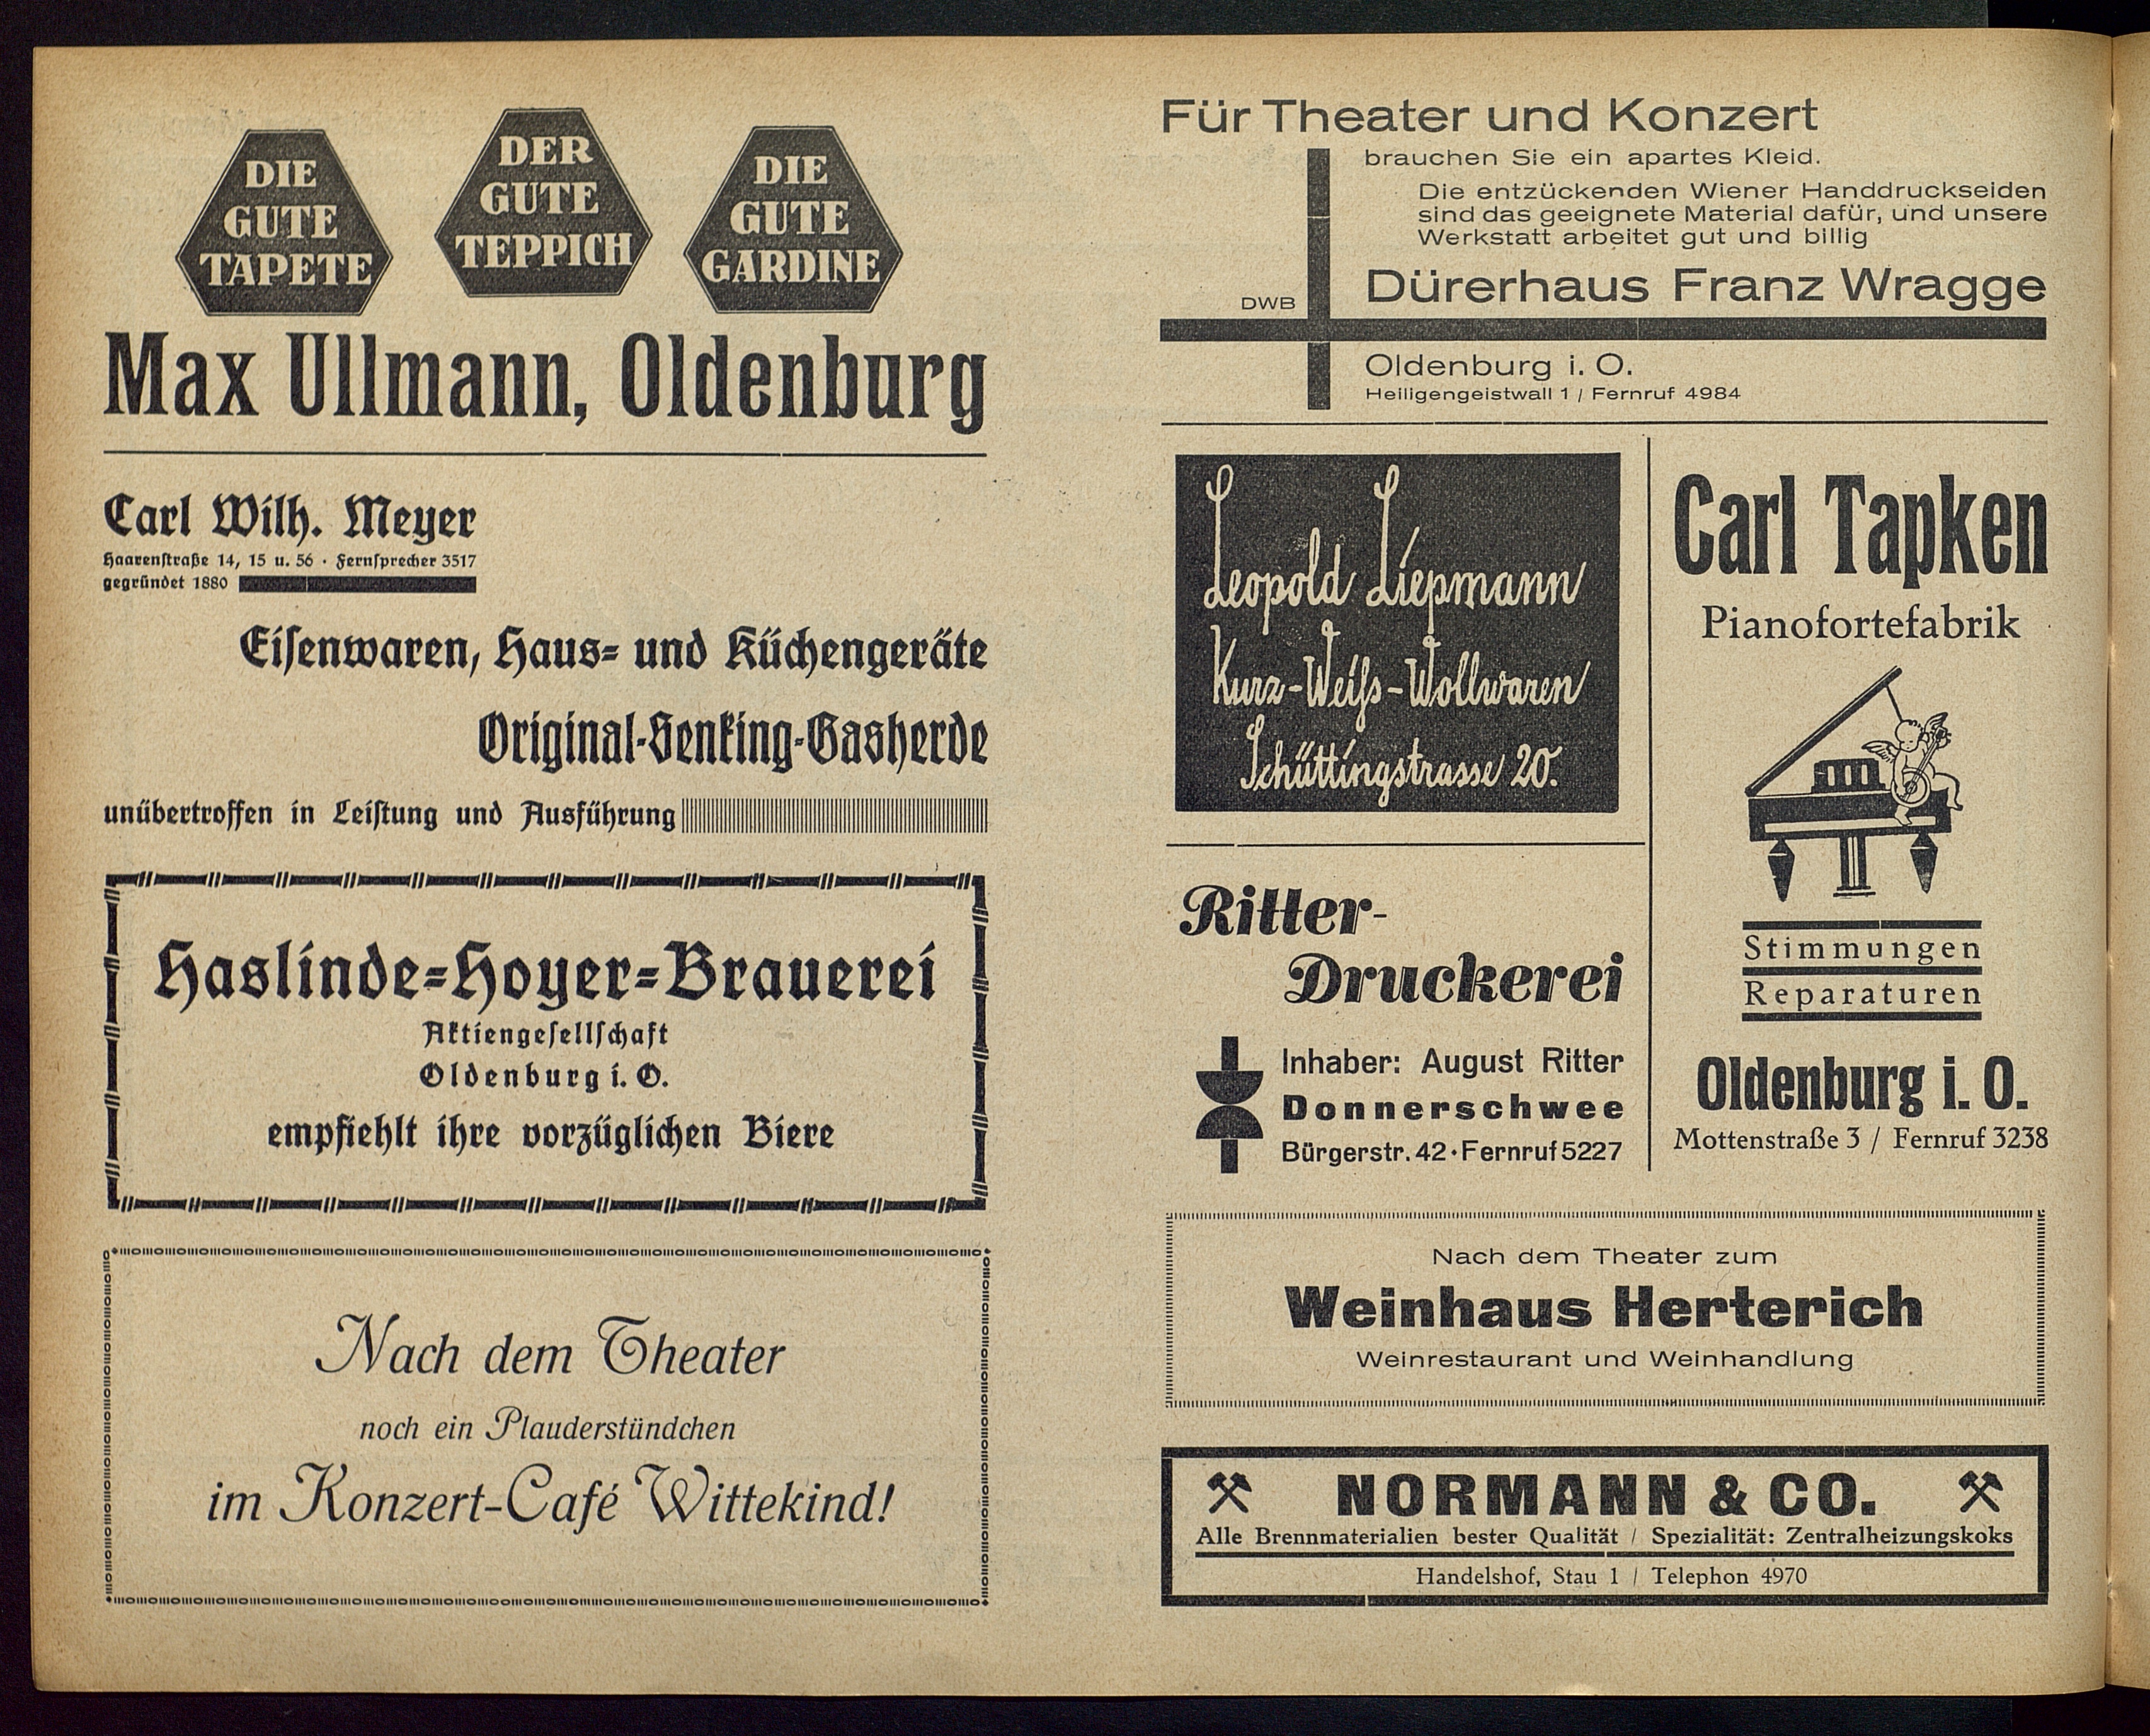 DIE
GUTE
TAPETE
DER
GUTE
TEPPICH
DIE
GUTE
GARDINE
Max Ullmann, Oldenburg
Carl Wilh. Meyer
Haarenſtraße 14, 15 u. 56 · Fernſprecher 3517
gegründet 1880
Eiſenwaren, Haus- und Küchengeräte
Original-Senking-Gasherde
unübertroffen in Leiſtung und Ausführung
Haslinde-Hoyer-Brauerei
Aktiengeſellſchaft
Oldenburg i. O.
empfiehlt ihre vorzüglichen Biere
Nach dem Theater
noch ein Plauderstündchen
im Konzert-Café Wittekind!
Für Theater und Konzert
brauchen Sie ein apartes Kleid.
Die entzückenden Wiener Handdruckseiden
sind das geeignete Material dafür, und unsere
Werkstatt arbeitet gut und billig
Dürerhaus Franz Wragge
DWB
Oldenburg i. O.
Heiligengeistwall 1 / Fernruf 4984
Leopold Liepmann
Kurz-Weiſs-Wollwaren
Schüttingstrasse 20.
Ritter-
Druckerei
Inhaber: August Ritter
Donnerschwee
Bürgerstr. 42 · Fernruf 5227
Carl Tapken
Pianofortefabrik
Stimmungen
Reparaturen
Oldenburg i. O.
Mottenstraße 3 / Fernruf 3238
Nach dem Theater zum
Weinhaus Herterich
Weinrestaurant und Weinhandlung
NORMANN & CO.
Alle Brennmaterialien bester Qualität / Spezialität: Zentralheizungskoks
Handelshof, Stau 1 / Telephon 4970